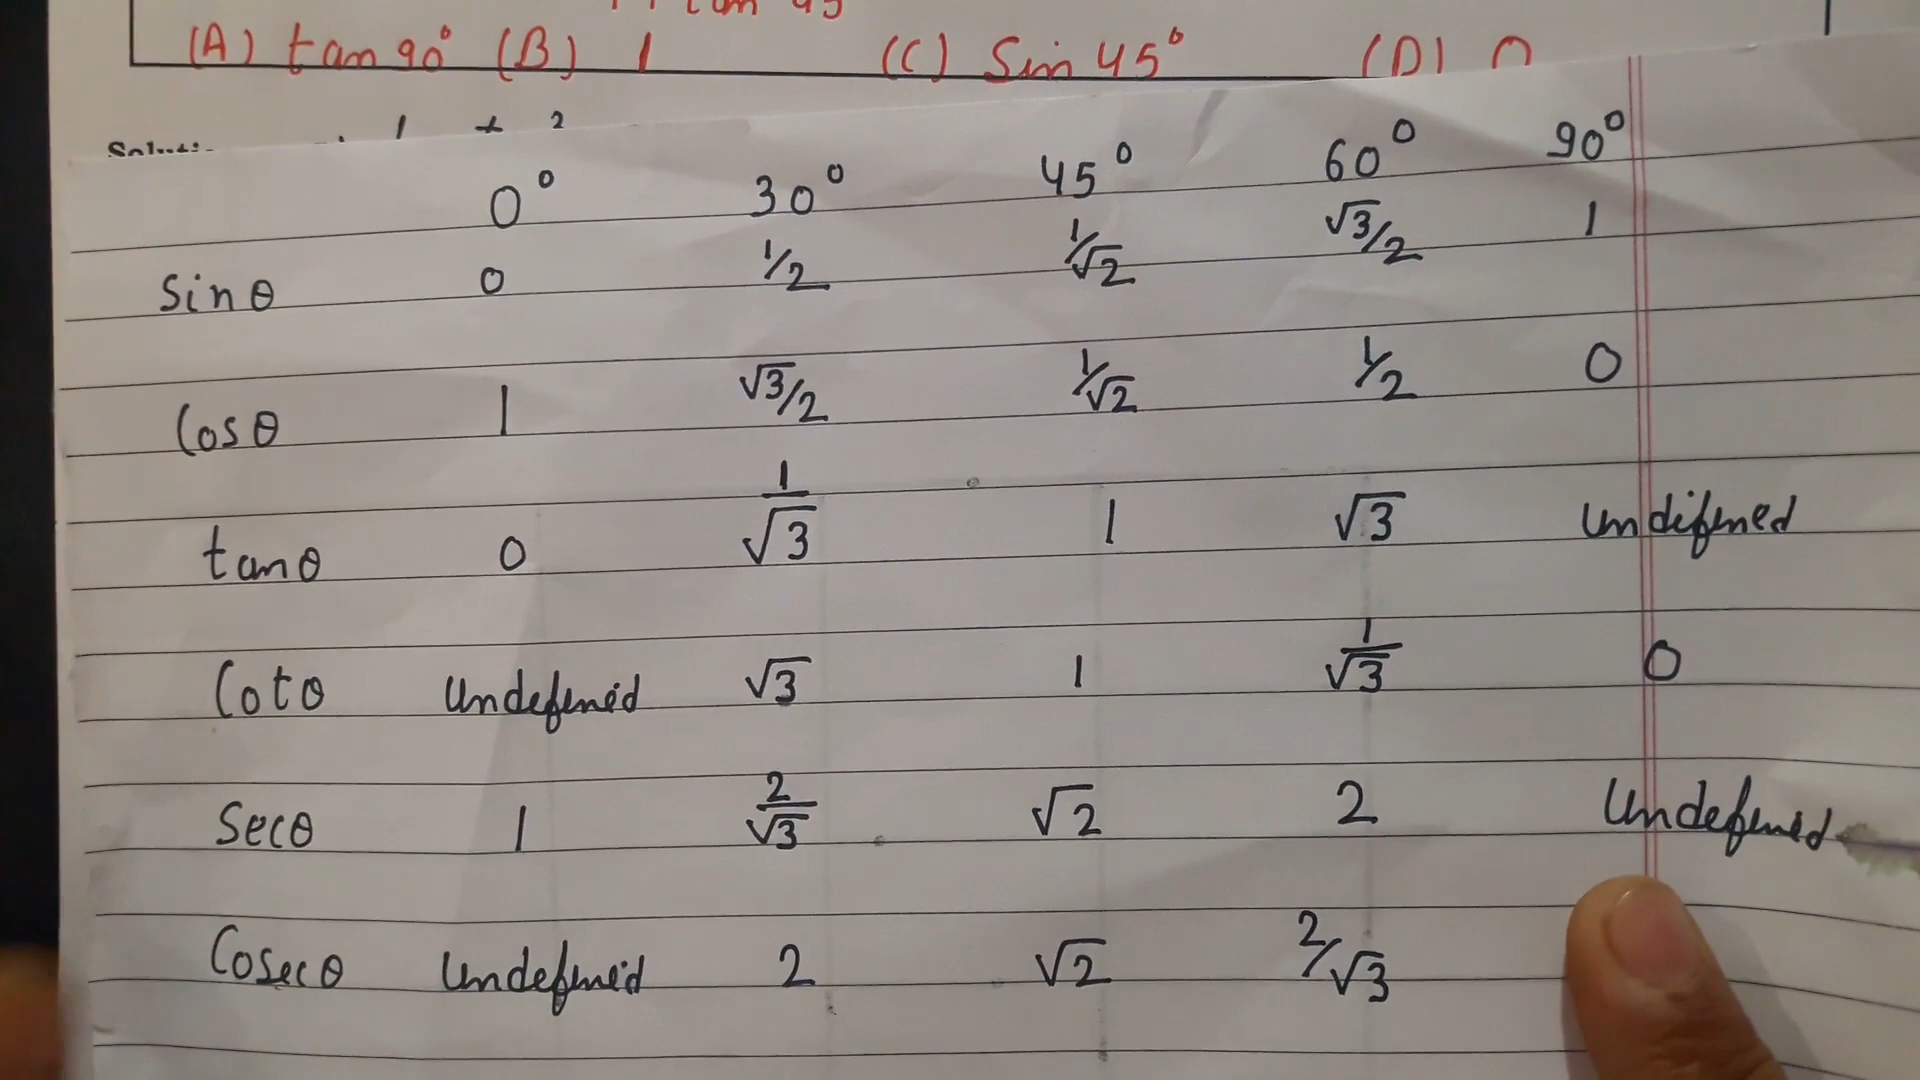 (A) tan 90° (B) 1 (C) Sin 45° (D) 0
0° 30° 45° 60° 90°
Sinθ 0 1/2 1/√2 √3/2 1
Cosθ 1 √3/2 1/√2 1/2 0
tanθ 0 1/√3 1 √3 undifined
Cotθ undefined √3 1 1/√3 0
Secθ 1 2/√3 √2 2 undefined
Cosecθ undefined 2 √2 2/√3